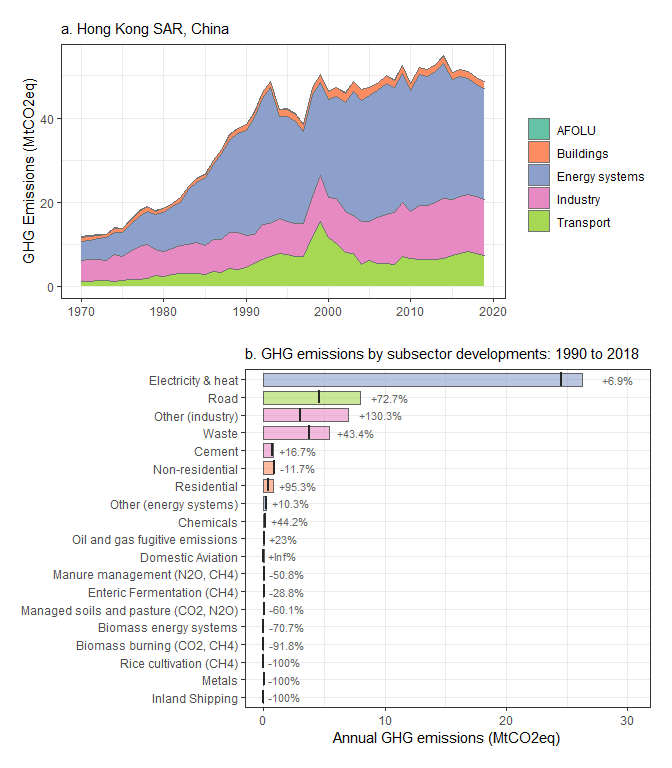 a. Hong Kong SAR, China
GHG Emissions (MtCO2eq)
40
20
0
1970 1980 1990 2000 2010 2020
AFOLU
Buildings
Energy systems
Industry
Transport
b. GHG emissions by subsector developments: 1990 to 2018
Electricity & heat +6.9%
Road +72.7%
Other (industry) +130.3%
Waste +43.4%
Cement +16.7%
Non-residential -11.7%
Residential +95.3%
Other (energy systems) +10.3%
Chemicals +44.2%
Oil and gas fugitive emissions +23%
Domestic Aviation +Inf%
Manure management (N2O, CH4) -50.8%
Enteric Fermentation (CH4) -28.8%
Managed soils and pasture (CO2, N2O) -60.1%
Biomass energy systems -70.7%
Biomass burning (CO2, CH4) -91.8%
Rice cultivation (CH4) -100%
Metals -100%
Inland Shipping -100%
0 10 20 30
Annual GHG emissions (MtCO2eq)